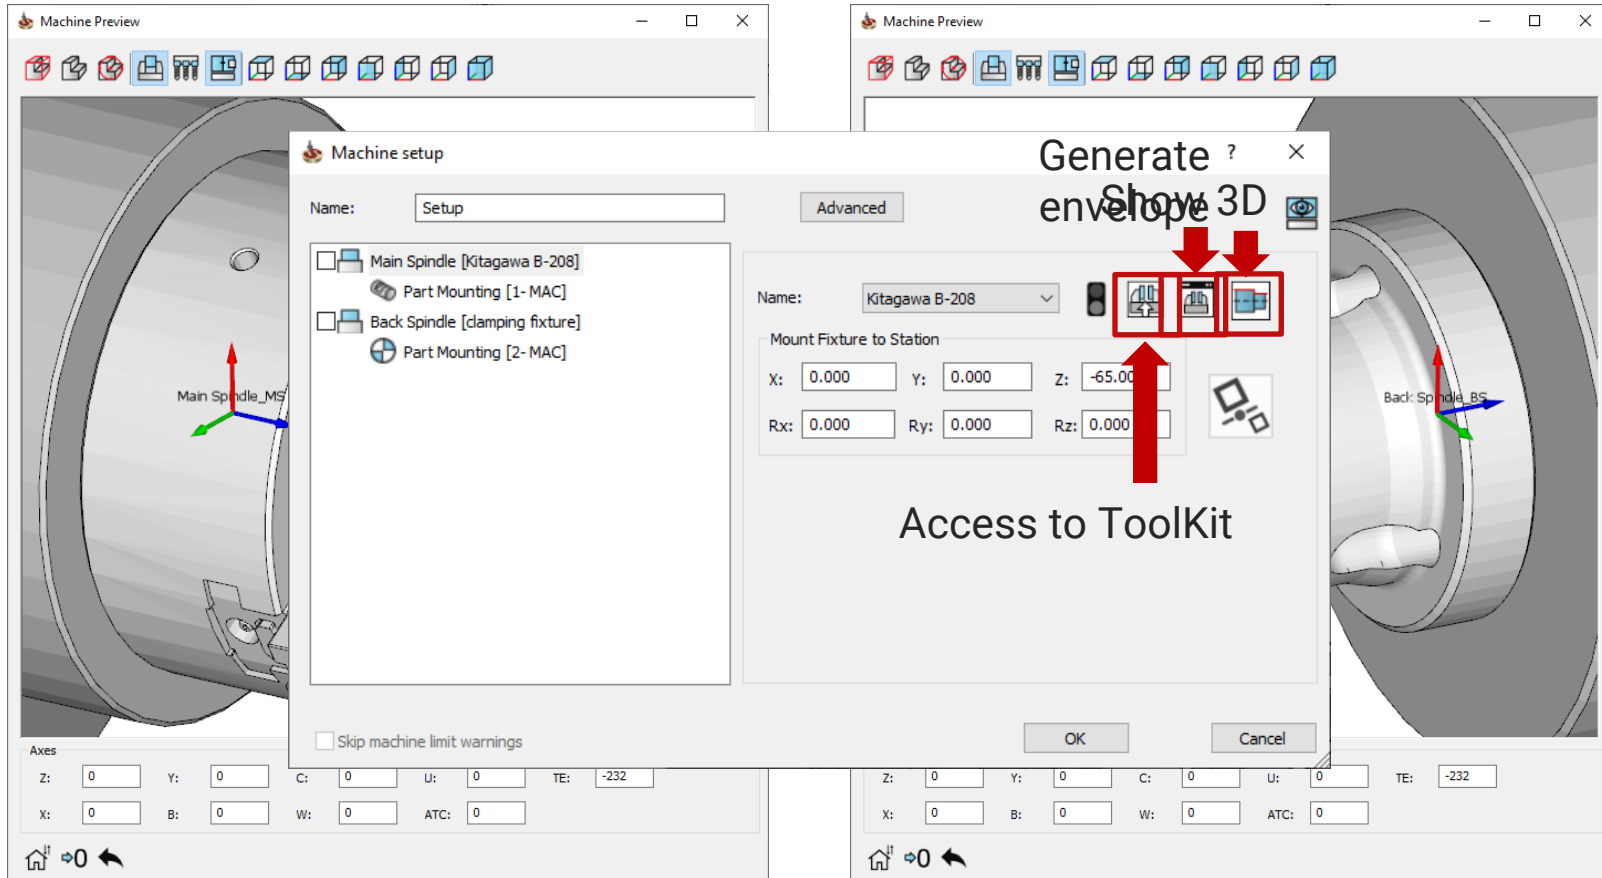 Machine Preview
Machine Preview
Machine setup
?
Generate
envelope
Show 3D
Name:
Setup
Advanced
Main Spindle [Kitagawa B-208]
Part Mounting [1- MAC]
Back Spindle [clamping fixture]
Part Mounting [2- MAC]
Name:
Kitagawa B-208
Mount Fixture to Station
X: 0.000 Y: 0.000 Z: -65.00
Rx: 0.000 Ry: 0.000 Rz: 0.000
Access to ToolKit
Main Spindle_MS
Back Spindle_BS
Skip machine limit warnings
OK
Cancel
Axes
Z: 0 Y: 0 C: 0 U: 0 TE: -232
X: 0 B: 0 W: 0 ATC: 0
0
Z: 0 Y: 0 C: 0 U: 0 TE: -232
X: 0 B: 0 W: 0 ATC: 0
0